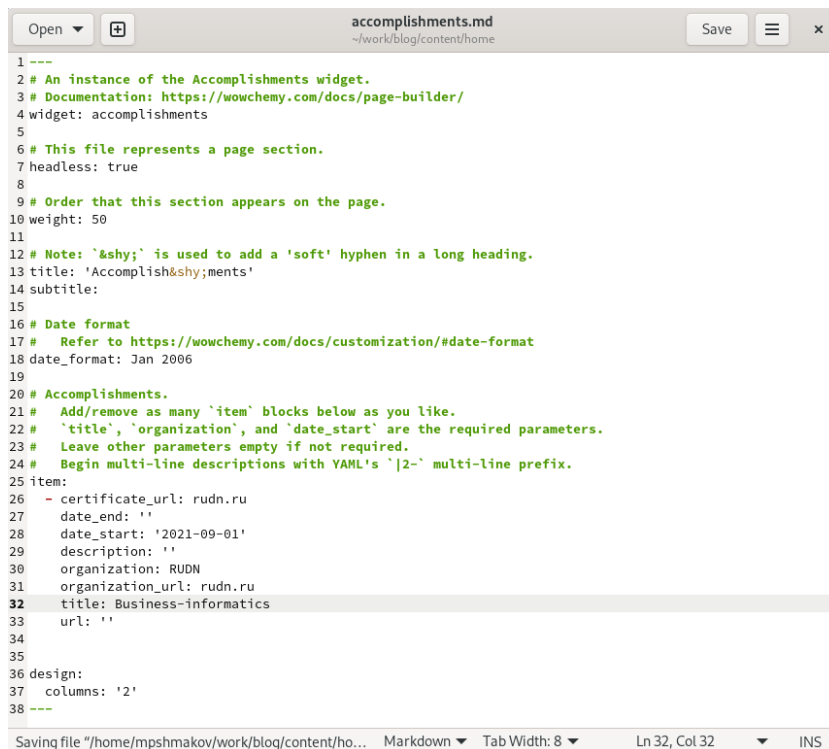 Open
accomplishments.md
~/work/blog/content/home
Save
1 ---
2 # An instance of the Accomplishments widget.
3 # Documentation: https://wowchemy.com/docs/page-builder/
4 widget: accomplishments
5
6 # This file represents a page section.
7 headless: true
8
9 # Order that this section appears on the page.
10 weight: 50
11
12 # Note: `&shy;` is used to add a 'soft' hyphen in a long heading.
13 title: 'Accomplish&shy;ments'
14 subtitle:
15
16 # Date format
17 #   Refer to https://wowchemy.com/docs/customization/#date-format
18 date_format: Jan 2006
19
20 # Accomplishments.
21 #   Add/remove as many `item` blocks below as you like.
22 #   `title`, `organization`, and `date_start` are the required parameters.
23 #   Leave other parameters empty if not required.
24 #   Begin multi-line descriptions with YAML's `|2-` multi-line prefix.
25 item:
26   - certificate_url: rudn.ru
27     date_end: ''
28     date_start: '2021-09-01'
29     description: ''
30     organization: RUDN
31     organization_url: rudn.ru
32     title: Business-informatics
33     url: ''
34
35
36 design:
37   columns: '2'
38 ---
Saving file “/home/mpshmakov/work/blog/content/ho… Markdown Tab Width: 8 Ln 32, Col 32 INS